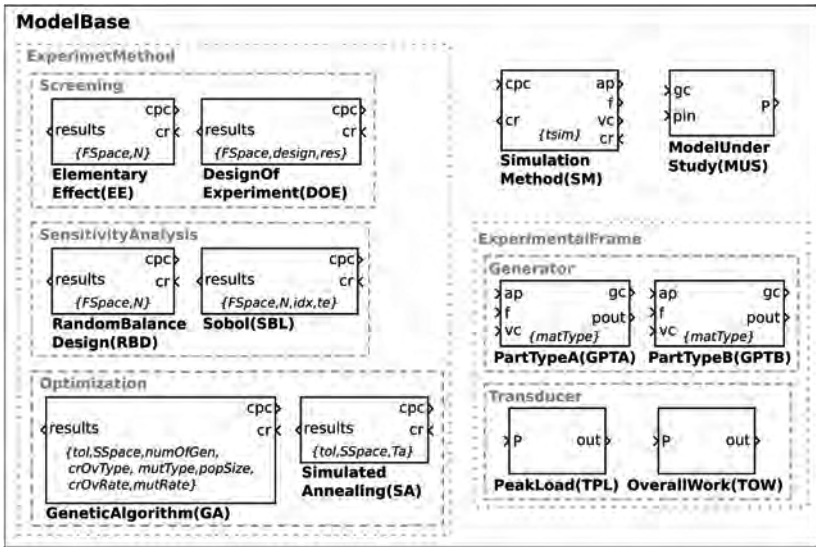 ModelBase
ExperimetMethod
Screening
cpc
results
cr
{FSpace,N}
Elementary
Effect(EE)
cpc
results
cr
{FSpace,design,res}
DesignOf
Experiment(DOE)
SensitivityAnalysis
cpc
results
cr
{FSpace,N}
RandomBalance
Design(RBD)
cpc
results
cr
{FSpace,N,idx,te}
Sobol(SBL)
Optimization
cpc
results
cr
{tol,SSpace,numOfGen,
crOvType, mutType,popSize,
crOvRate,mutRate}
GeneticAlgorithm(GA)
cpc
results
cr
{tol,SSpace,Ta}
Simulated
Annealing(SA)
cpc ap
f
cr vc
{tsim}
cr
Simulation
Method(SM)
gc
P
pin
ModelUnder
Study(MUS)
ExperimentalFrame
Generator
ap gc
f pout
vc
{matType}
PartTypeA(GPTA)
ap gc
f pout
vc
{matType}
PartTypeB(GPTB)
Transducer
P out
PeakLoad(TPL)
P out
OverallWork(TOW)